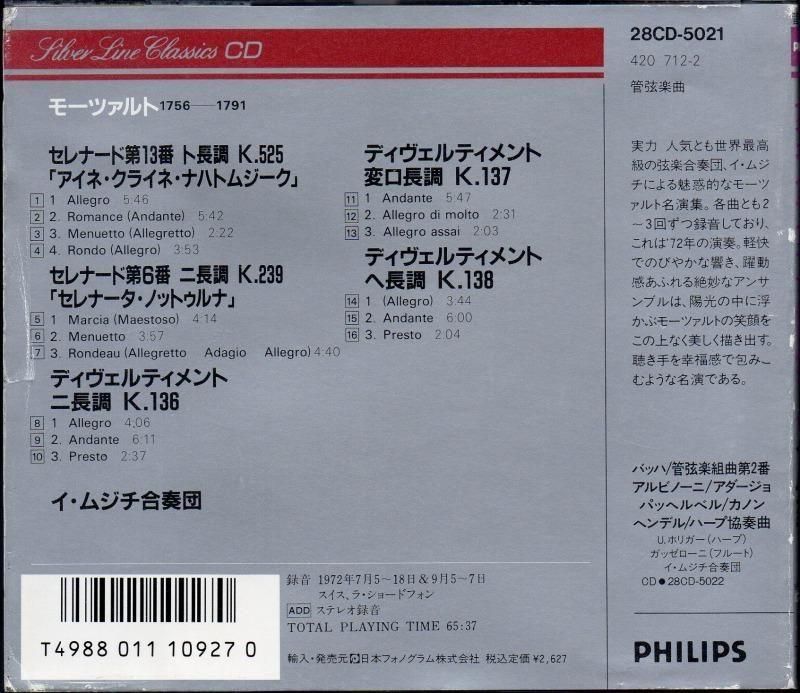 Silver Line Classics CD
モーツァルト1756——1791
セレナード第13番 ト長調 K.525
「アイネ・クライネ・ナハトムジーク」
1 1 Allegro 5:46
2 2. Romance (Andante) 5:42
3 3. Menuetto (Allegretto) 2:22
4 4. Rondo (Allegro) 3:53
セレナード第6番 ニ長調 K.239
「セレナータ・ノットゥルナ」
5 1 Marcia (Maestoso) 4:14
6 2. Menuetto 3:57
7 3. Rondeau (Allegretto Adagio Allegro) 4:40
ディヴェルティメント
ニ長調 K.136
8 1 Allegro 4:06
9 2. Andante 6:11
10 3. Presto 2:37
イ・ムジチ合奏団
ディヴェルティメント
変ロ長調 K.137
11 1 Andante 5:47
12 2. Allegro di molto 2:31
13 3. Allegro assai 2:03
ディヴェルティメント
ヘ長調 K.138
14 1 (Allegro) 3:44
15 2. Andante 6:00
16 3. Presto 2:04
28CD-5021
420 712-2
管弦楽曲
実力 人気とも世界最高
級の弦楽合奏団、イ・ムジ
チによる魅惑的なモーツ
ァルト名演集。各曲とも2
〜3回ずつ録音しており、
これは'72年の演奏。軽快
でのびやかな響き、躍動
感あふれる絶妙なアンサ
ンブルは、陽光の中に浮
かぶモーツァルトの笑顔を
この上なく美しく描き出す。
聴き手を幸福感で包みこ
むような名演である。
バッハ/管弦楽組曲第2番
アルビノーニ/アダージョ
パッヘルベル/カノン
ヘンデル/ハープ協奏曲
U.ホリガー(ハープ)
ガッゼローニ(フルート)
イ・ムジチ合奏団
CD●28CD-5022
PHILIPS
T4988 011 10927 0
録音 1972年7月5〜18日&9月5〜7日
スイス、ラ・ショードフォン
ADD ステレオ録音
TOTAL PLAYING TIME 65:37
輸入・発売元 日本フォノグラム株式会社 税込定価¥2,627